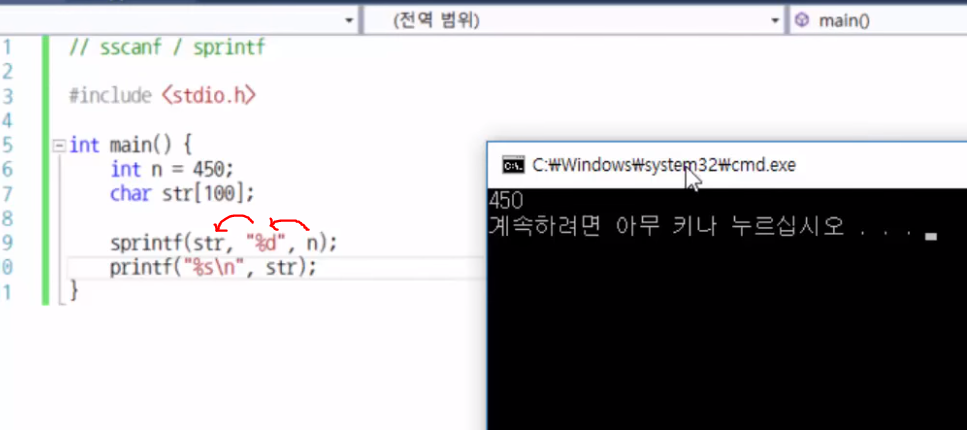 (전역 범위) main()
1 // sscanf / sprintf
2
3 #include <stdio.h>
4
5 int main() {
6 int n = 450;
7 char str[100];
8
9 sprintf(str, "%d", n);
0 printf("%s\n", str);
1 }
C:₩Windows₩system32₩cmd.exe
450
계속하려면 아무 키나 누르십시오 . . .